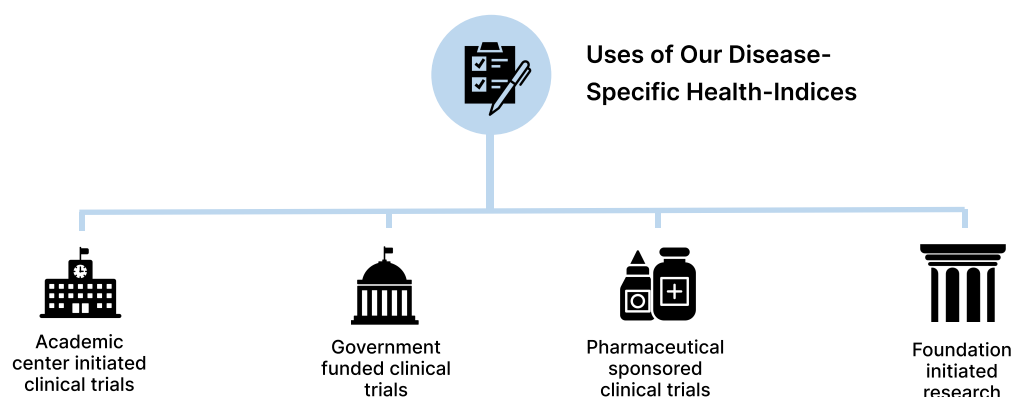 Uses of Our Disease-
Specific Health-Indices
Academic
center initiated
clinical trials
Government
funded clinical
trials
Pharmaceutical
sponsored
clinical trials
Foundation
initiated
research